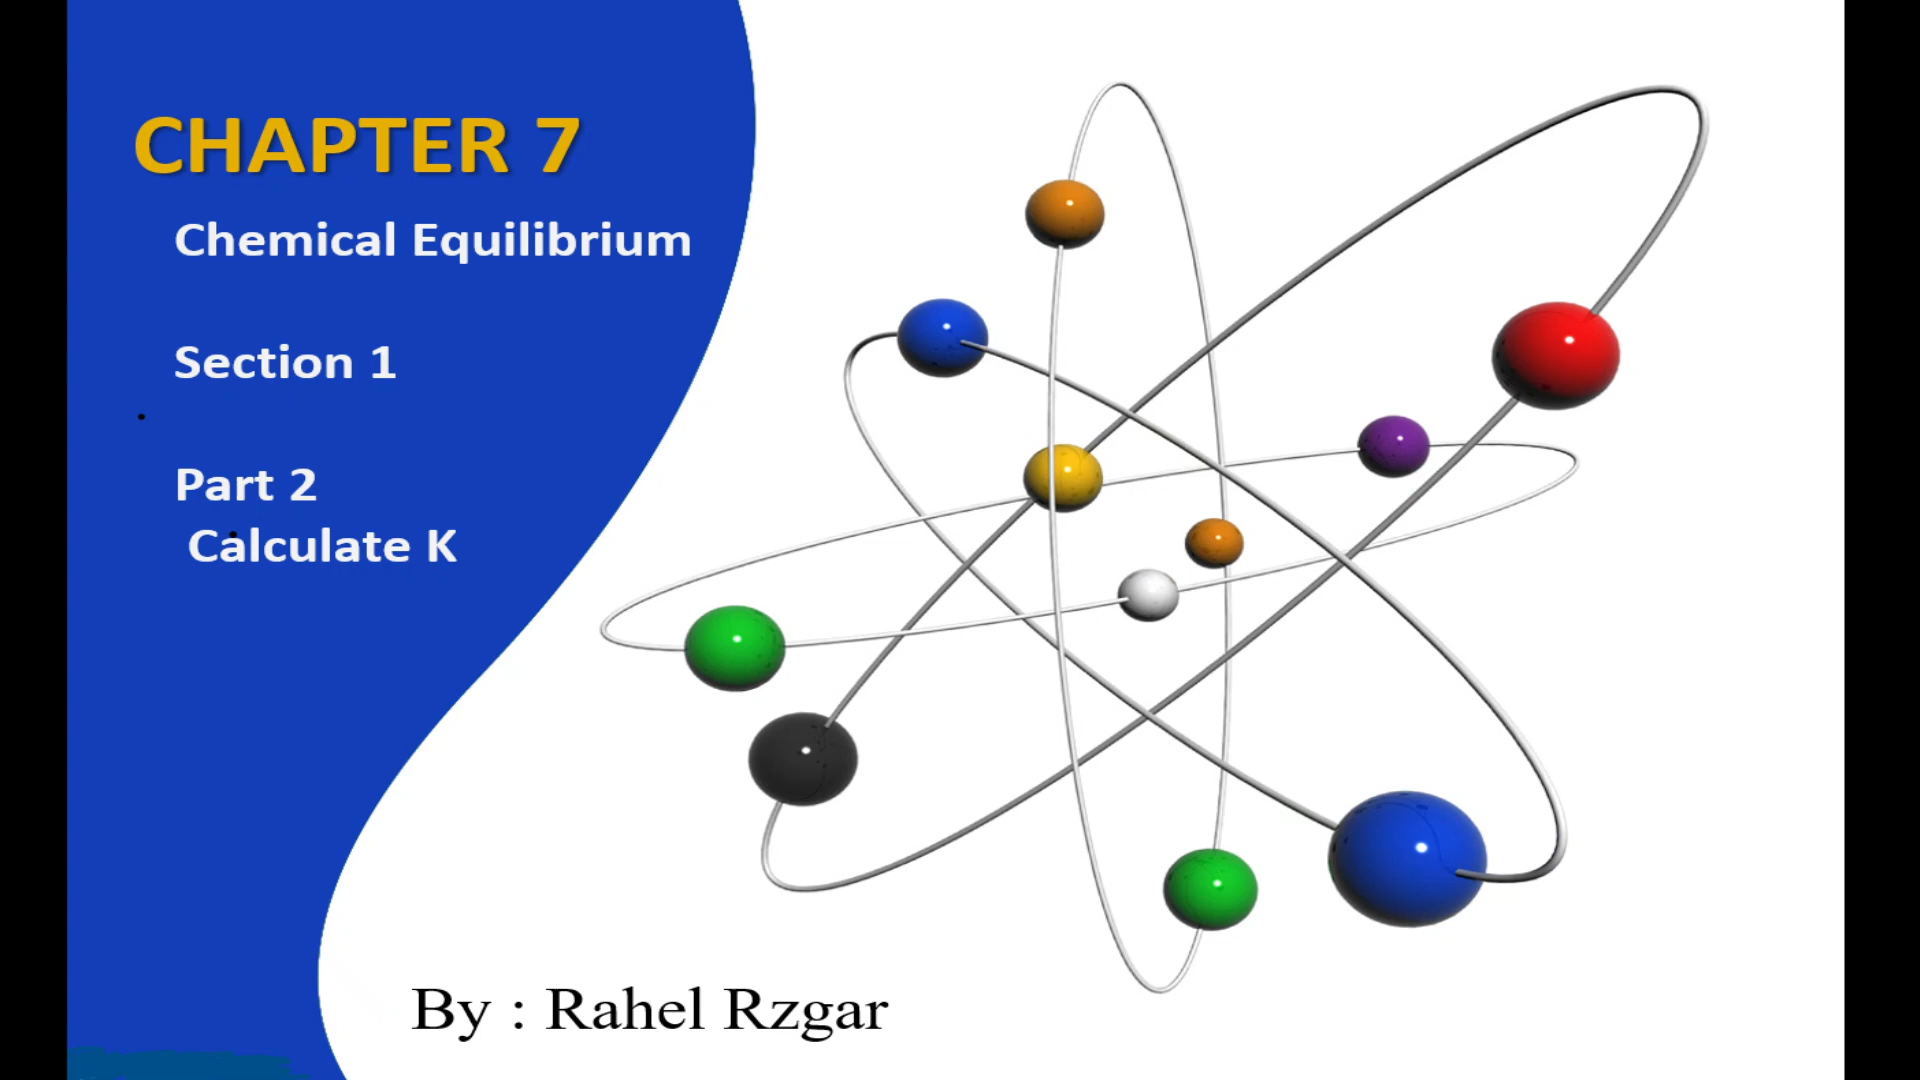 CHAPTER 7
Chemical Equilibrium
Section 1
Part 2
Calculate K
By : Rahel Rzgar